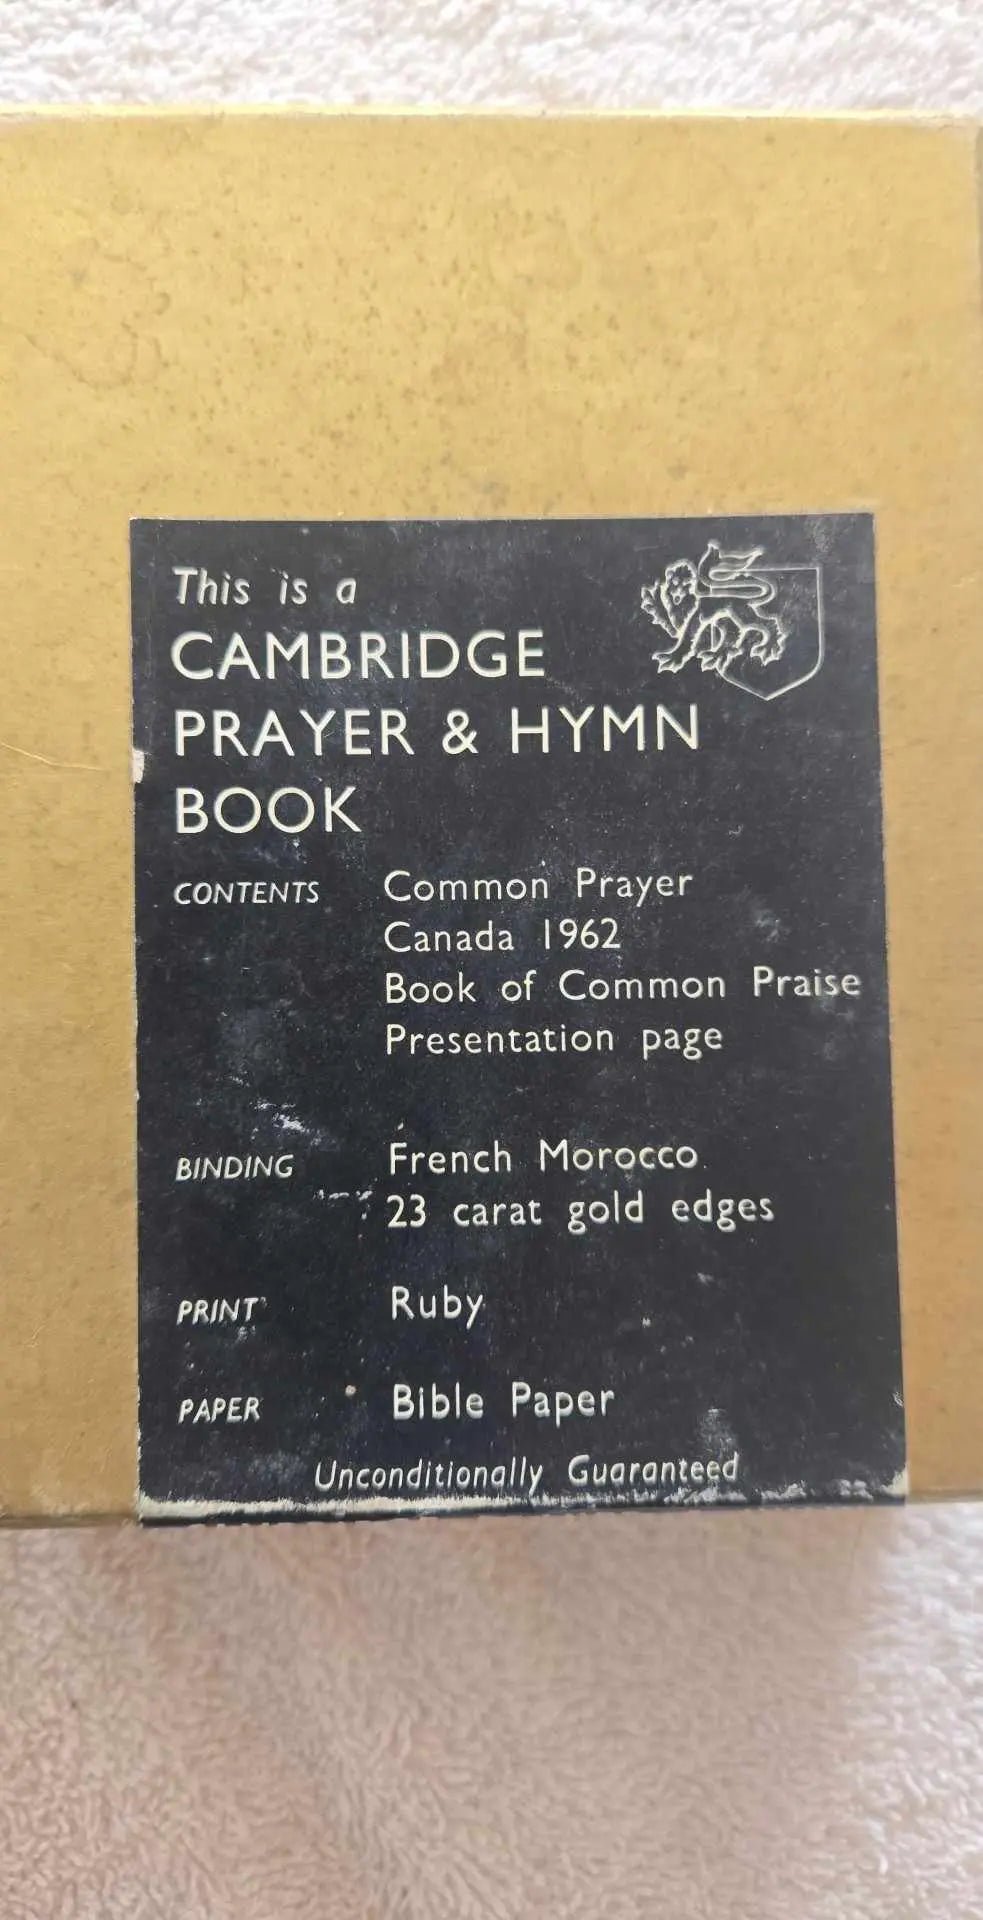 This is a
CAMBRIDGE
PRAYER & HYMN
BOOK
CONTENTS Common Prayer
Canada 1962
Book of Common Praise
Presentation page
BINDING French Morocco
23 carat gold edges
PRINT Ruby
PAPER Bible Paper
Unconditionally Guaranteed